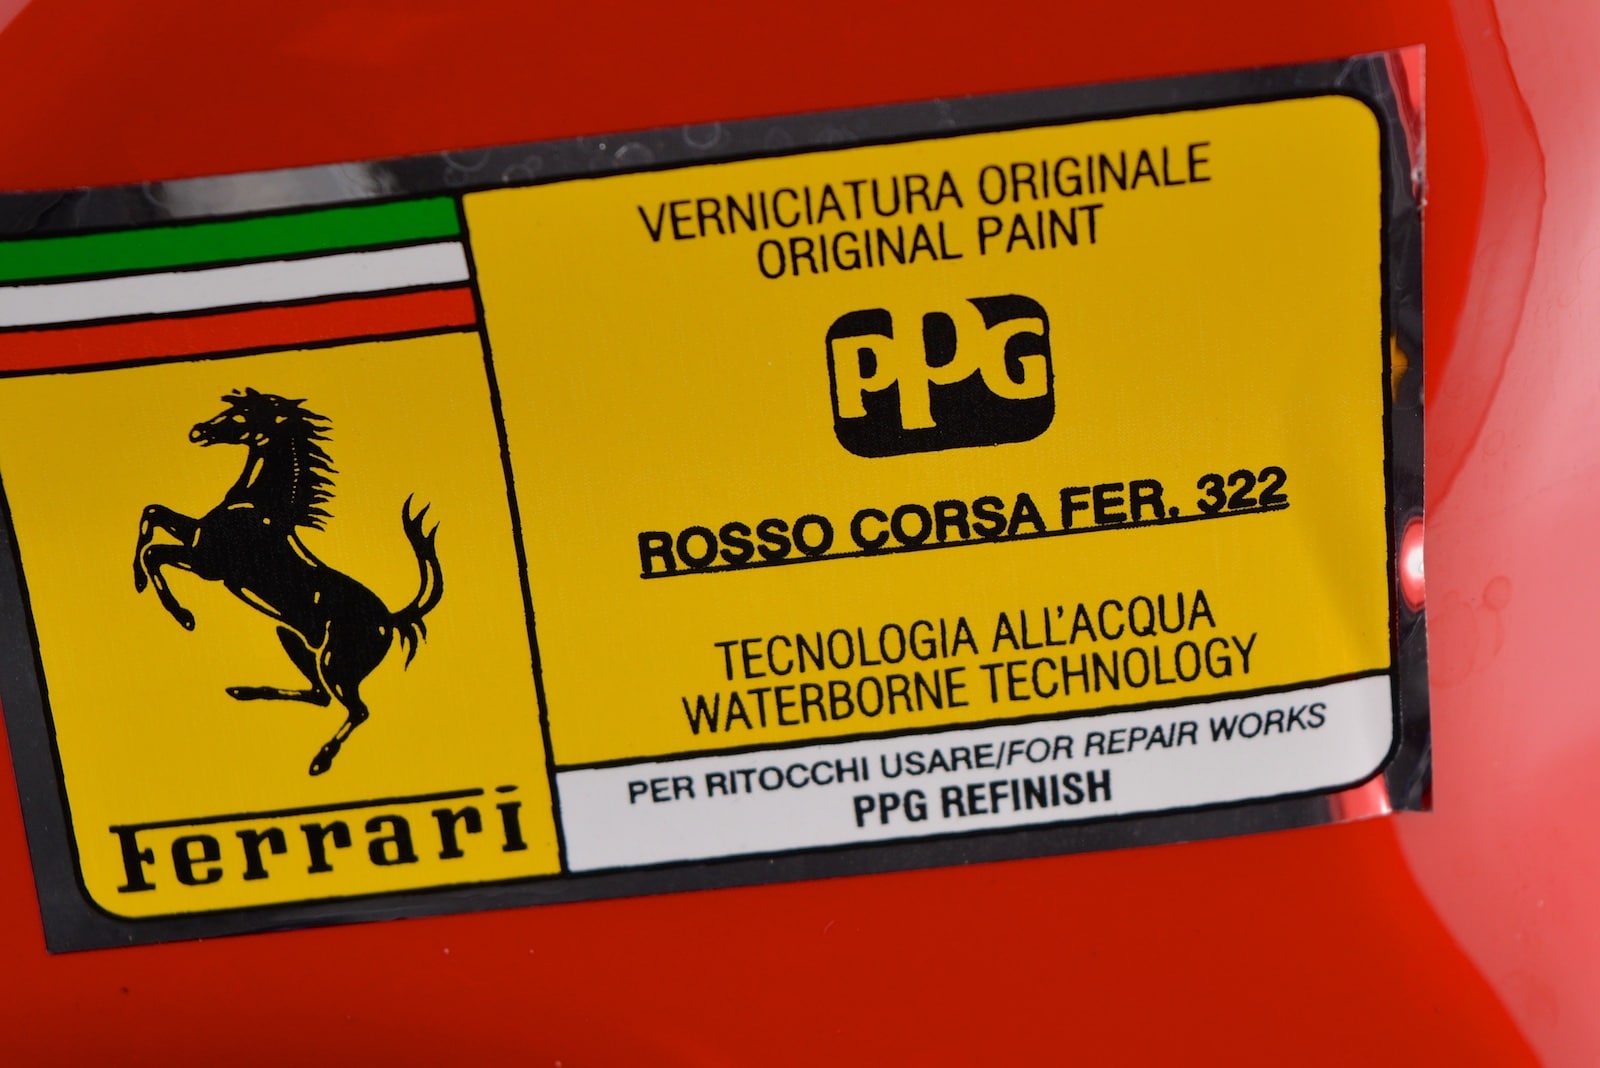 VERNICIATURA ORIGINALE
ORIGINAL PAINT
PPG
ROSSO CORSA FER. 322
TECNOLOGIA ALL'ACQUA
WATERBORNE TECHNOLOGY
PER RITOCCHI USARE/FOR REPAIR WORKS
PPG REFINISH
Ferrari